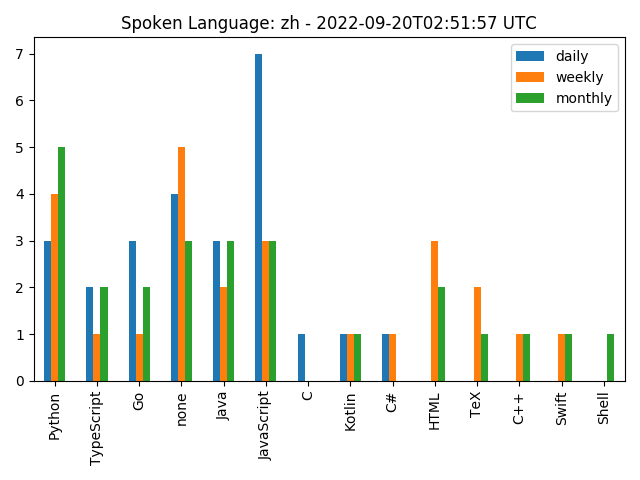 Spoken Language: zh - 2022-09-20T02:51:57 UTC
daily
weekly
monthly
7
6
5
4
3
2
1
0
Python
TypeScript
Go
none
Java
JavaScript
C
Kotlin
C#
HTML
TeX
C++
Swift
Shell